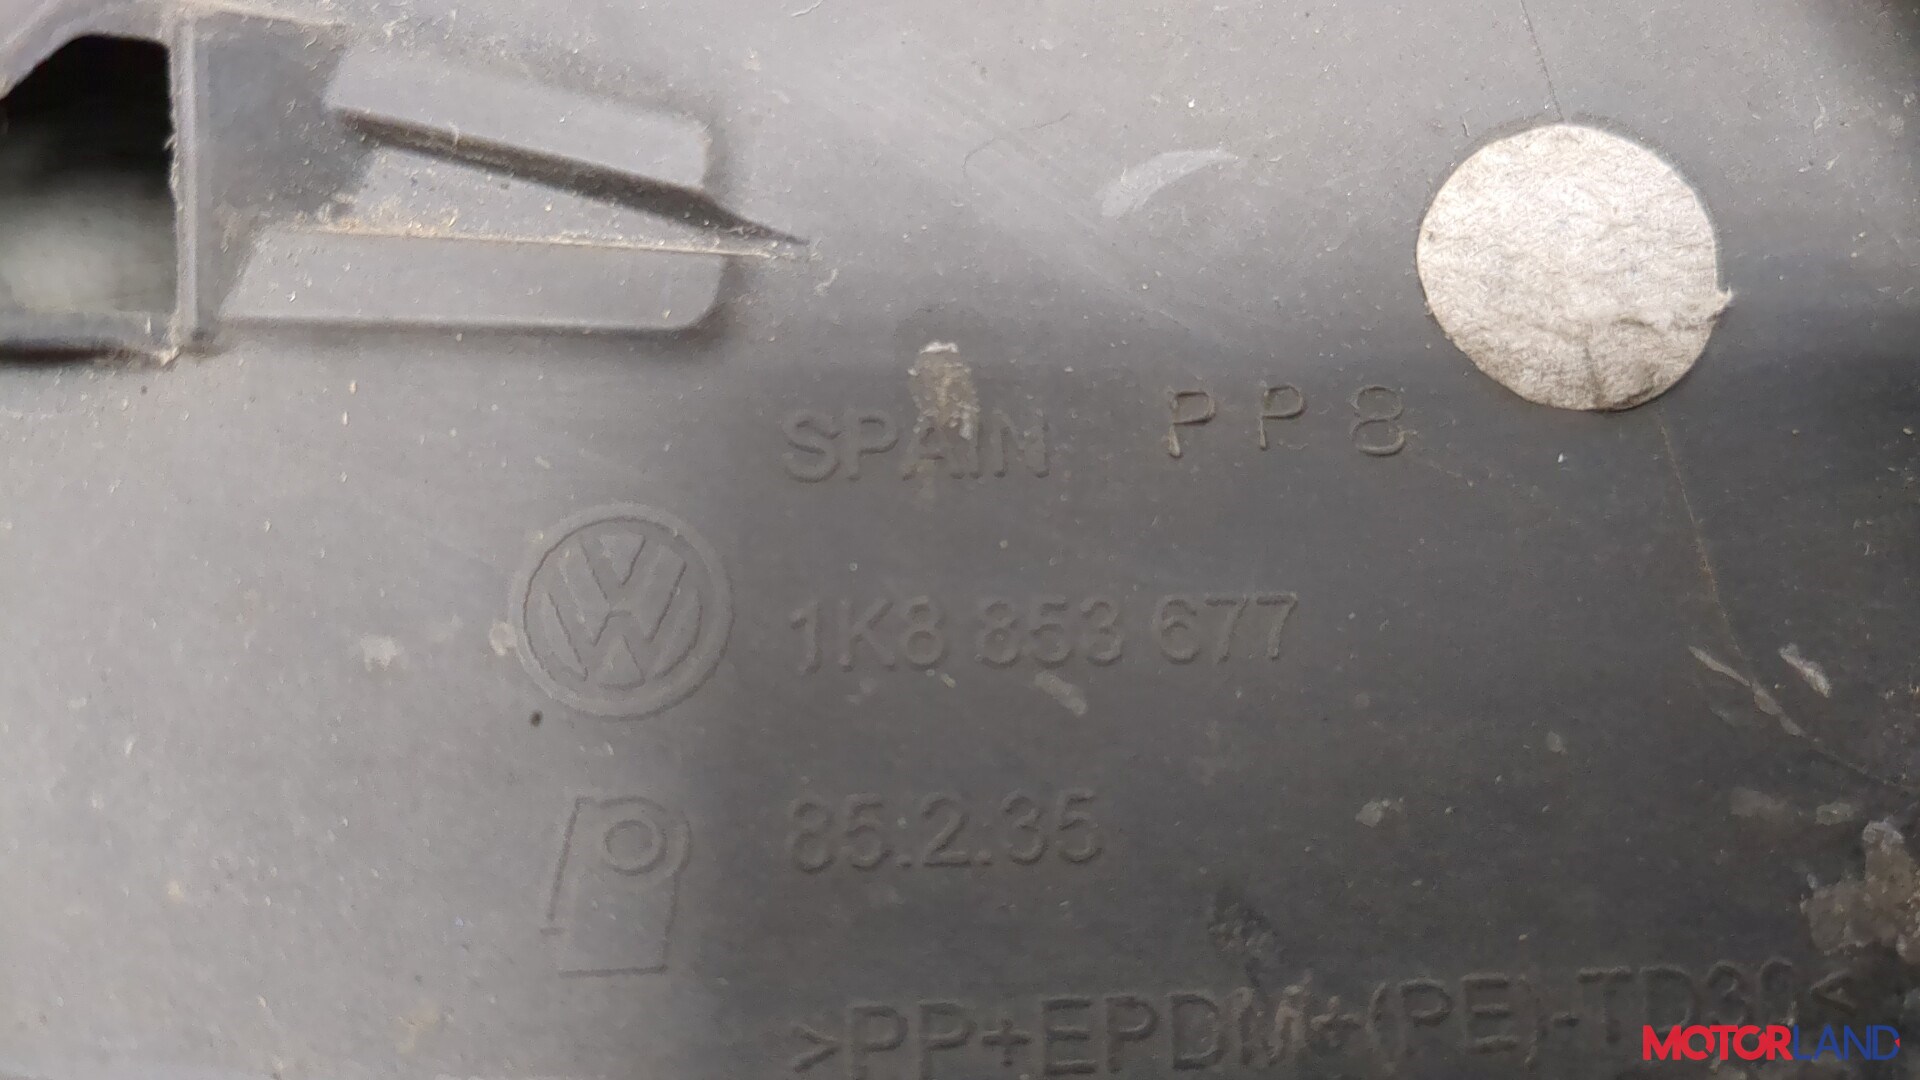 SPAIN PP8
1K8 853 677
85.2.35
>PP+EPDM+(PE)-TD30<
MOTORLAND